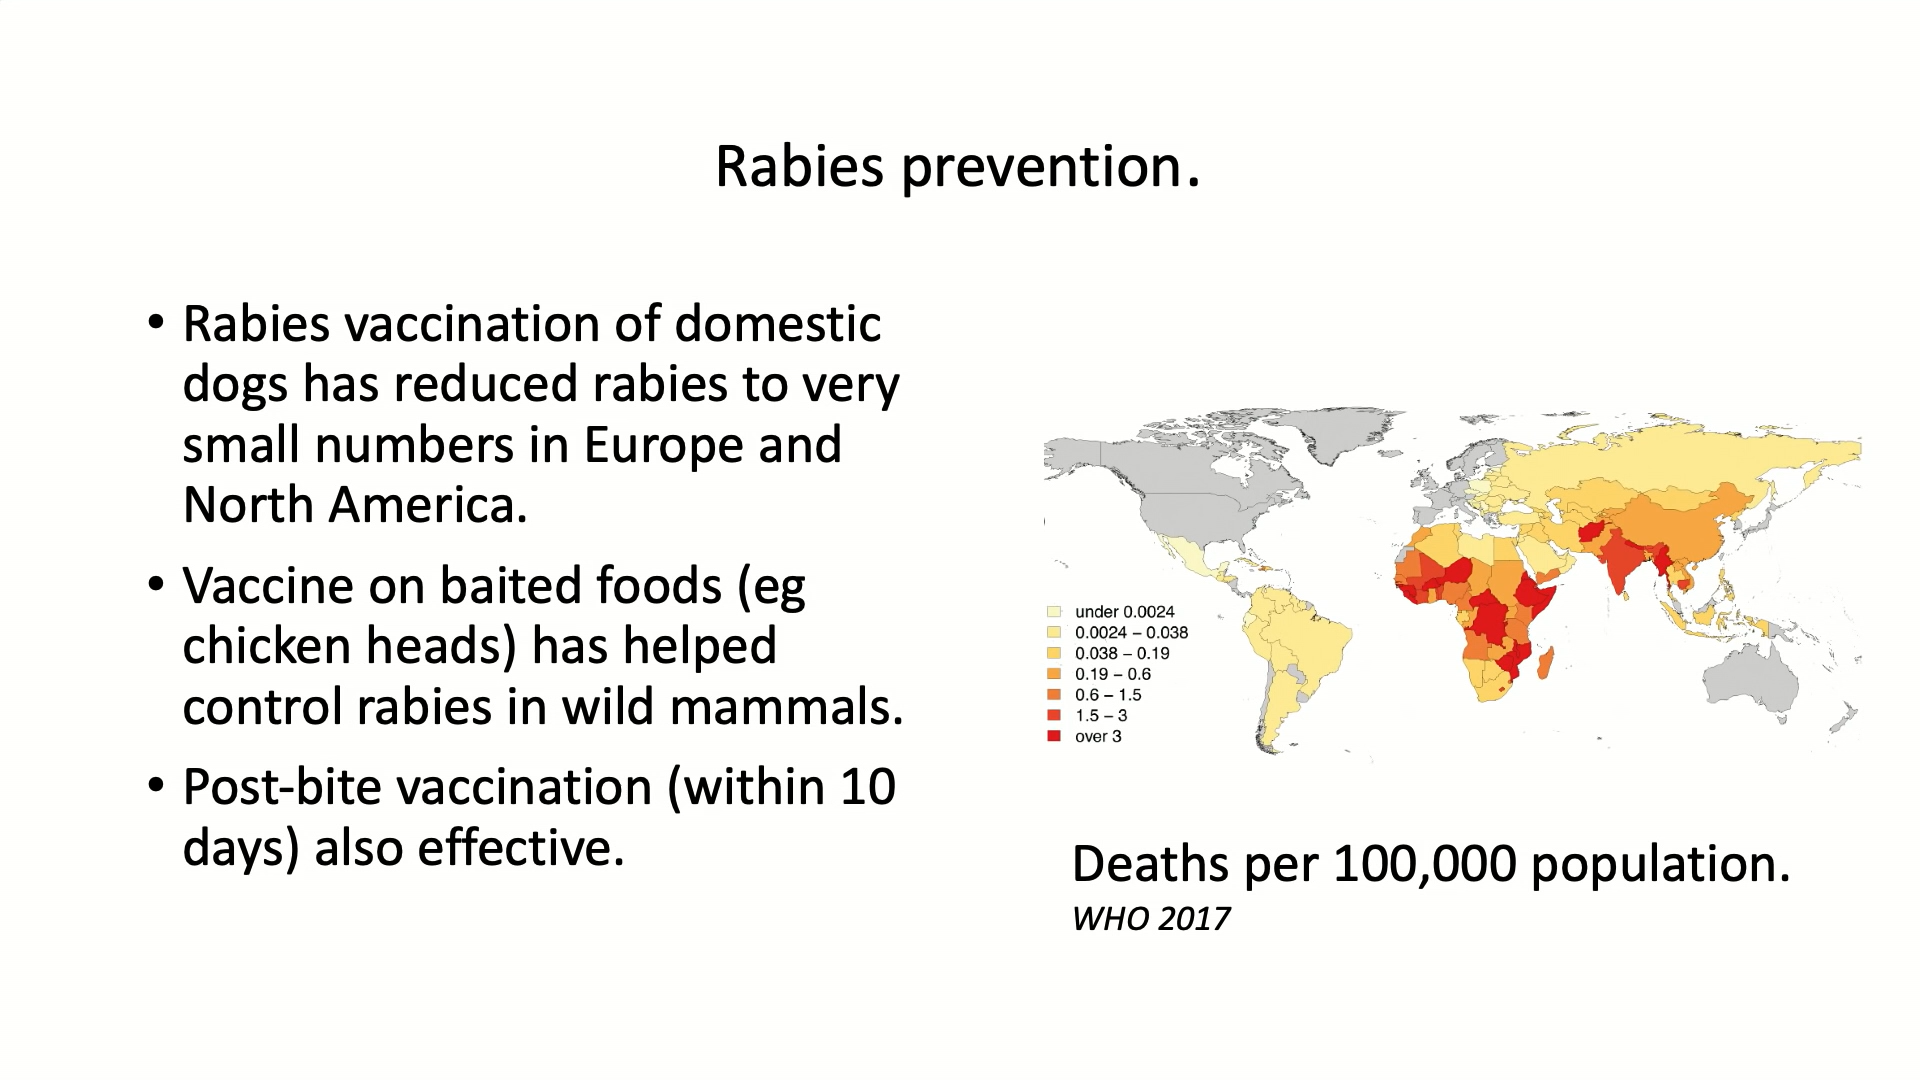 Rabies prevention.
• Rabies vaccination of domestic
dogs has reduced rabies to very
small numbers in Europe and
North America.
• Vaccine on baited foods (eg
chicken heads) has helped
control rabies in wild mammals.
• Post-bite vaccination (within 10
days) also effective.
under 0.0024
0.0024 – 0.038
0.038 – 0.19
0.19 – 0.6
0.6 – 1.5
1.5 – 3
over 3
Deaths per 100,000 population.
WHO 2017